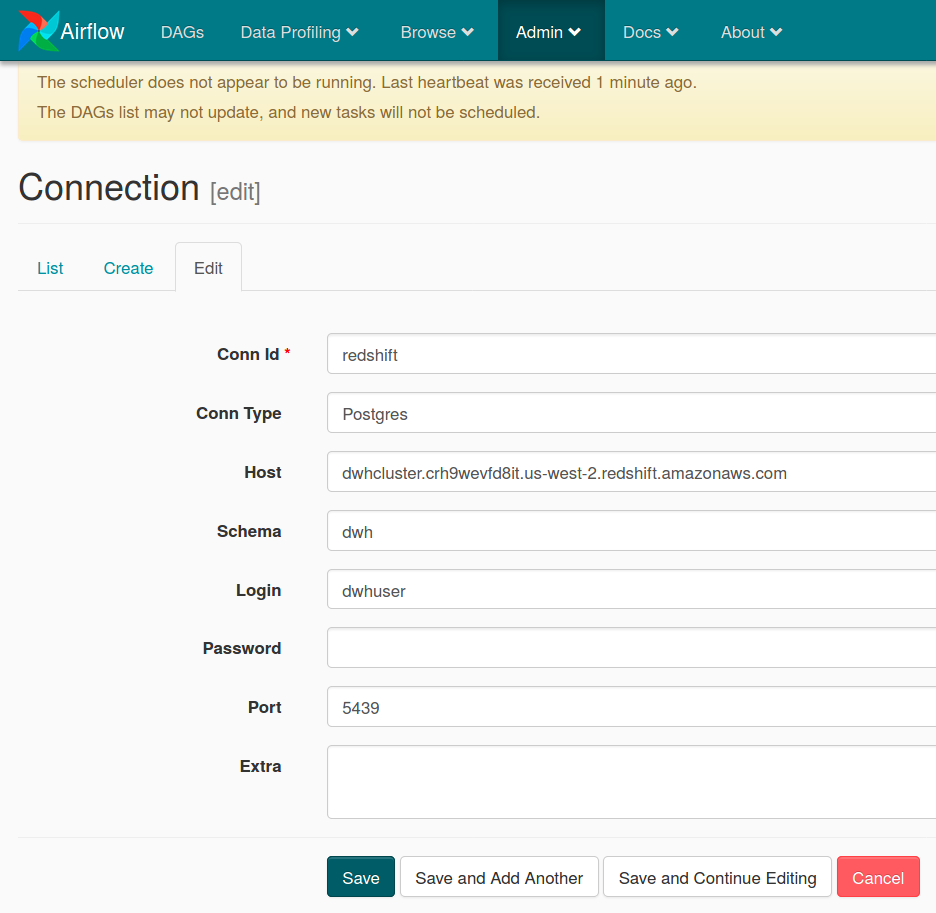 Airflow DAGs Data Profiling Browse Admin Docs About
The scheduler does not appear to be running. Last heartbeat was received 1 minute ago.
The DAGs list may not update, and new tasks will not be scheduled.
Connection [edit]
List Create Edit
Conn Id * redshift
Conn Type Postgres
Host dwhcluster.crh9wevfd8it.us-west-2.redshift.amazonaws.com
Schema dwh
Login dwhuser
Password
Port 5439
Extra
Save Save and Add Another Save and Continue Editing Cancel